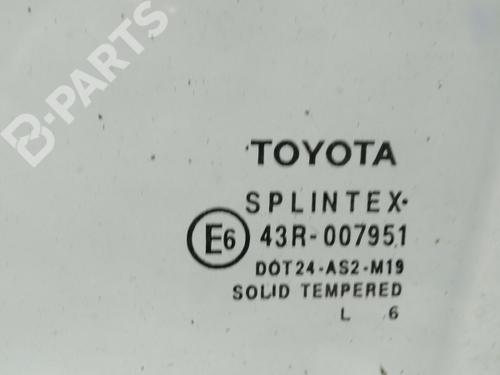 B-PARTS
TOYOTA
SPLINTEX
E6 43R-007951
DOT24-AS2-M19
SOLID TEMPERED
L 6